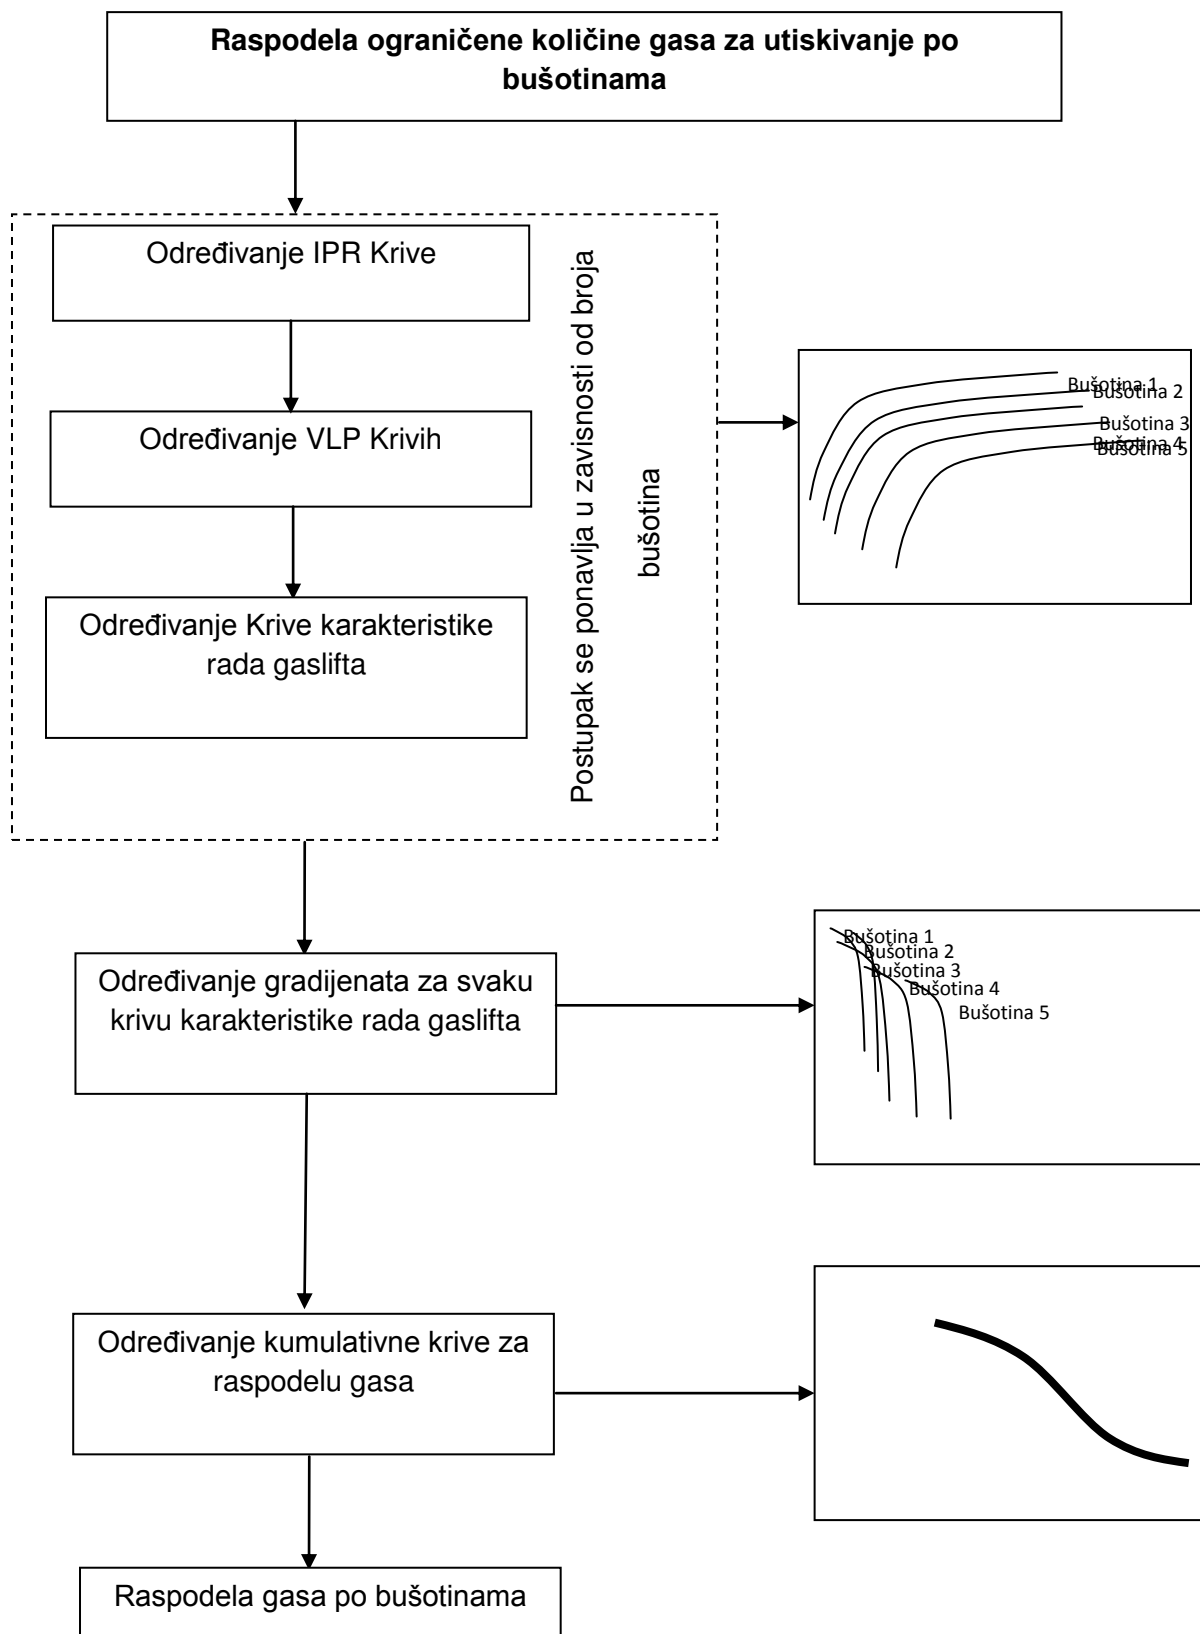 Raspodela ograničene količine gasa za utiskivanje po
bušotinama
Određivanje IPR Krive
Određivanje VLP Krivih
Određivanje Krive karakteristike
rada gaslifta
Postupak se ponavlja u zavisnosti od broja
bušotina
Bušotina 1
Bušotina 2
Bušotina 3
Bušotina 4
Bušotina 5
Određivanje gradijenata za svaku
krivu karakteristike rada gaslifta
Bušotina 1
Bušotina 2
Bušotina 3
Bušotina 4
Bušotina 5
Određivanje kumulativne krive za
raspodelu gasa
Raspodela gasa po bušotinama